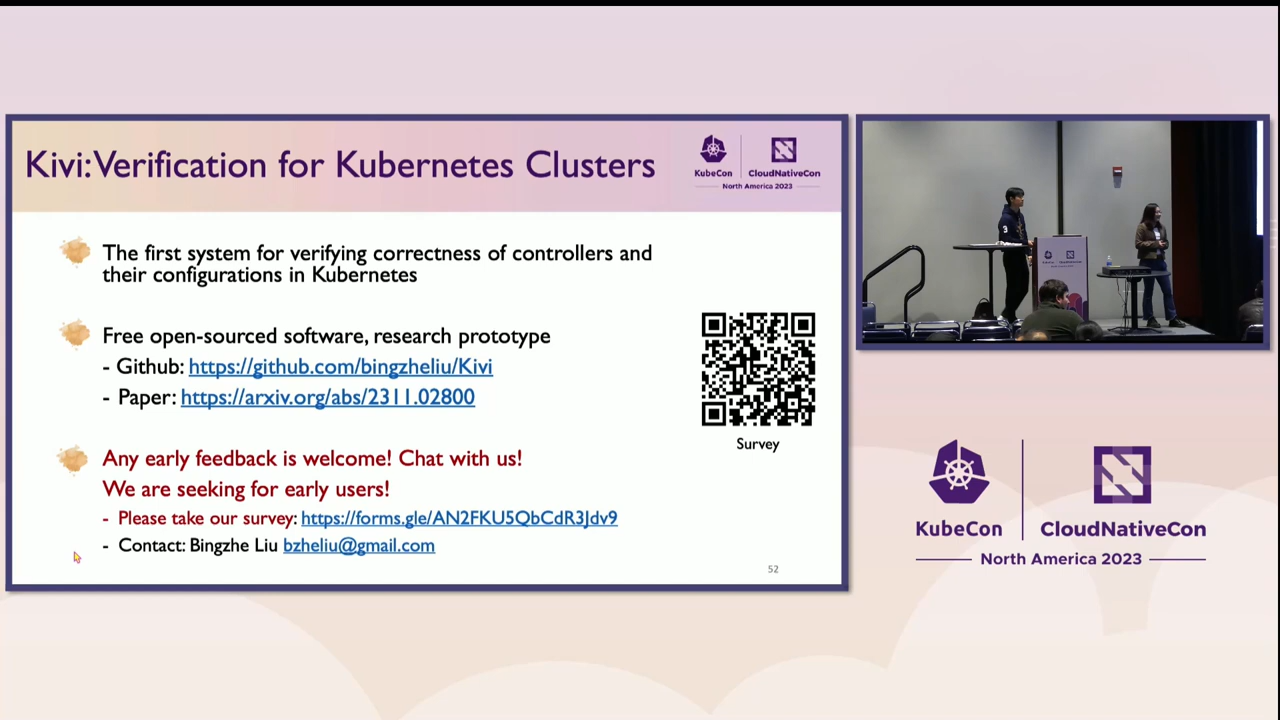 Kivi: Verification for Kubernetes Clusters
KubeCon
CloudNativeCon
North America 2023
The first system for verifying correctness of controllers and
their configurations in Kubernetes
Free open-sourced software, research prototype
- Github: https://github.com/bingzheliu/Kivi
- Paper: https://arxiv.org/abs/2311.02800
Any early feedback is welcome! Chat with us!
We are seeking for early users!
- Please take our survey: https://forms.gle/AN2FKU5QbCdR3Jdv9
- Contact: Bingzhe Liu bzheliu@gmail.com
Survey
52
3
KubeCon
CloudNativeCon
North America 2023